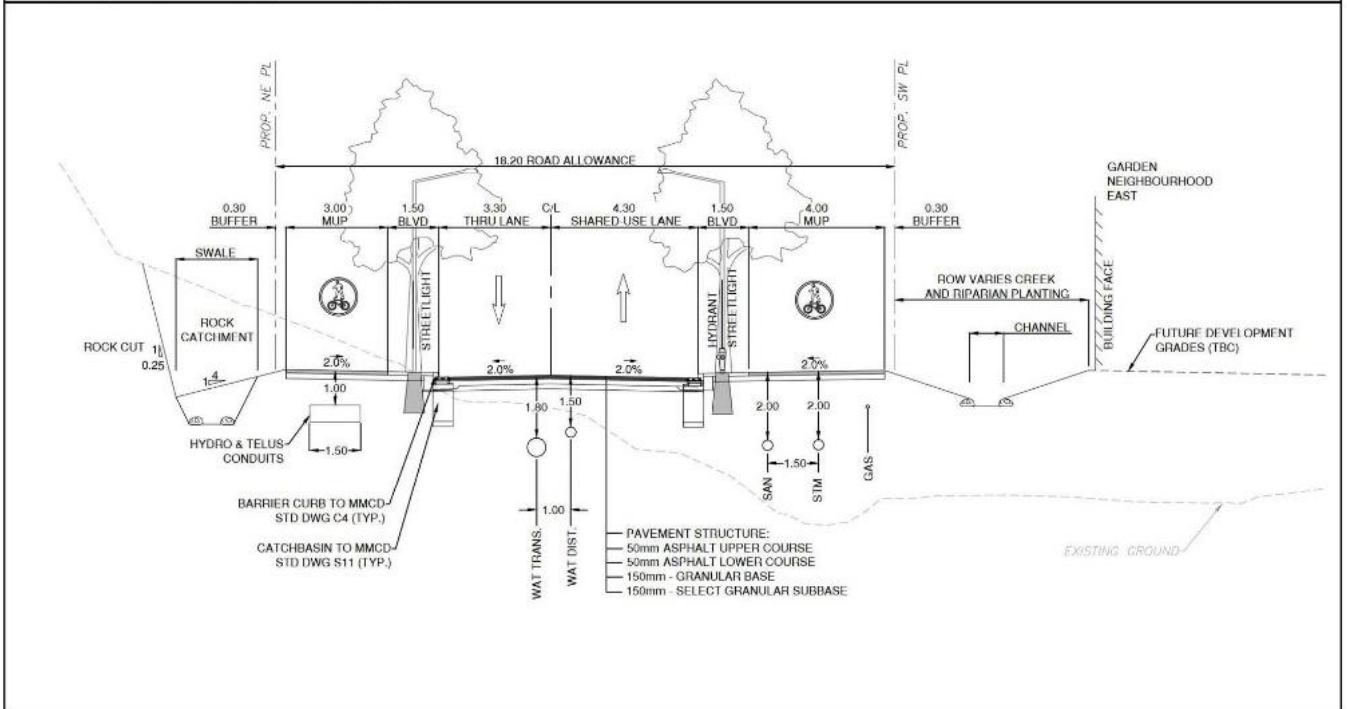 PROP. NE PL
PROP. SW PL
18.20 ROAD ALLOWANCE
GARDEN
NEIGHBOURHOOD
EAST
0.30
BUFFER
3.00
MUP
1.50
BLVD
3.30
THRU LANE
C/L
4.30
SHARED-USE LANE
1.50
BLVD
4.00
MUP
0.30
BUFFER
SWALE
ROCK
CATCHMENT
ROCK CUT
1
0.25
4
1
STREETLIGHT
HYDRANT
STREETLIGHT
ROW VARIES CREEK
AND RIPARIAN PLANTING
CHANNEL
BUILDING FACE
FUTURE DEVELOPMENT
GRADES (TBC)
2.0%
2.0%
2.0%
2.0%
1.00
1.80
1.50
2.00
2.00
HYDRO & TELUS
CONDUITS
1.50
1.50
SAN
STM
GAS
BARRIER CURB TO MMCD
STD DWG C4 (TYP.)
CATCHBASIN TO MMCD
STD DWG S11 (TYP.)
1.00
WAT TRANS.
WAT DIST.
PAVEMENT STRUCTURE:
50mm ASPHALT UPPER COURSE
50mm ASPHALT LOWER COURSE
150mm - GRANULAR BASE
150mm - SELECT GRANULAR SUBBASE
EXISTING GROUND